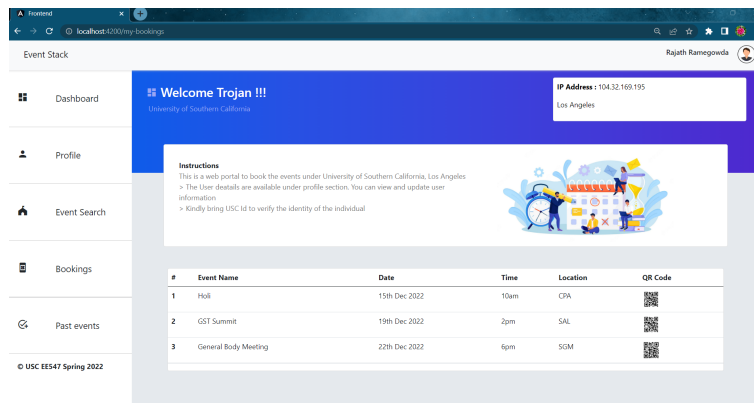 Frontend
localhost:4200/my-bookings
Event Stack
Rajath Ramegowda
Dashboard
Profile
Event Search
Bookings
Past events
© USC EE547 Spring 2022
Welcome Trojan !!!
University of Southern California
IP Address : 104.32.169.195
Los Angeles
Instructions
This is a web portal to book the events under University of Southern California, Los Angeles
> The User deatails are available under profile section. You can view and update user
information
> Kindly bring USC Id to verify the identity of the individual
# Event Name Date Time Location QR Code
1 Holi 15th Dec 2022 10am CPA
2 GST Summit 19th Dec 2022 2pm SAL
3 General Body Meeting 22th Dec 2022 6pm SGM